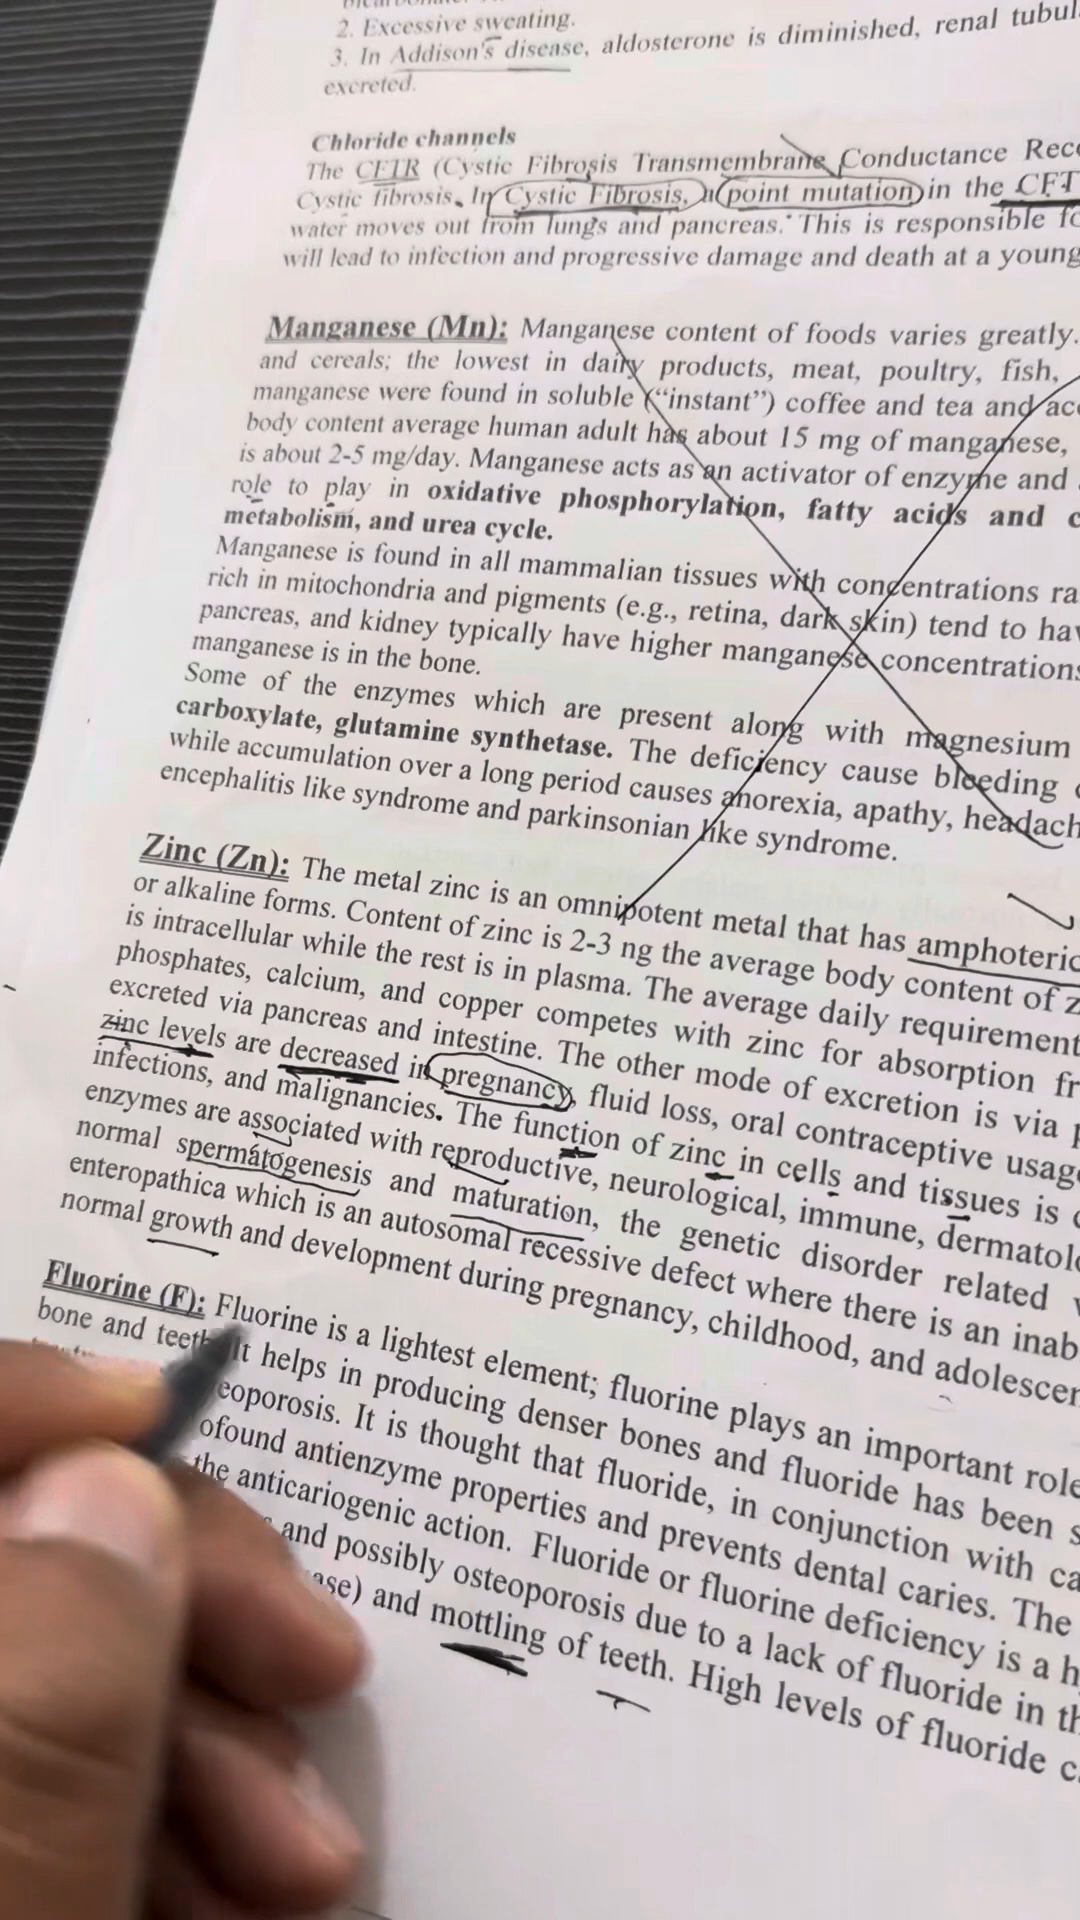 2. Excessive sweating.
3. In Addison's disease, aldosterone is diminished, renal tubul
excreted.
Chloride channels
The CFTR (Cystic Fibrosis Transmembrane Conductance Rec
Cystic fibrosis. In Cystic Fibrosis, a point mutation in the CFT
water moves out from lungs and pancreas. This is responsible fo
will lead to infection and progressive damage and death at a young
Manganese (Mn): Manganese content of foods varies greatly.
and cereals; the lowest in dairy products, meat, poultry, fish,
manganese were found in soluble ("instant") coffee and tea and acc
body content average human adult has about 15 mg of manganese,
is about 2-5 mg/day. Manganese acts as an activator of enzyme and
role to play in oxidative phosphorylation, fatty acids and c
metabolism, and urea cycle.
Manganese is found in all mammalian tissues with concentrations ra
rich in mitochondria and pigments (e.g., retina, dark skin) tend to hav
pancreas, and kidney typically have higher manganese concentrations
manganese is in the bone.
Some of the enzymes which are present along with magnesium
carboxylate, glutamine synthetase. The deficiency cause bleeding
while accumulation over a long period causes anorexia, apathy, headach
encephalitis like syndrome and parkinsonian like syndrome.
Zinc (Zn): The metal zinc is an omnipotent metal that has amphoteric
or alkaline forms. Content of zinc is 2-3 ng the average body content of z
is intracellular while the rest is in plasma. The average daily requirement
phosphates, calcium, and copper competes with zinc for absorption fr
excreted via pancreas and intestine. The other mode of excretion is via p
zinc levels are decreased in pregnancy, fluid loss, oral contraceptive usage
infections, and malignancies. The function of zinc in cells and tissues is
enzymes are associated with reproductive, neurological, immune, dermatolo
normal spermatogenesis and maturation, the genetic disorder related
enteropathica which is an autosomal recessive defect where there is an inab
normal growth and development during pregnancy, childhood, and adolescen
Fluorine (F): Fluorine is a lightest element; fluorine plays an important role
bone and teeth It helps in producing denser bones and fluoride has been s
eoporosis. It is thought that fluoride, in conjunction with ca
ofound antienzyme properties and prevents dental caries. The
the anticariogenic action. Fluoride or fluorine deficiency is a h
and possibly osteoporosis due to a lack of fluoride in th
ase) and mottling of teeth. High levels of fluoride c